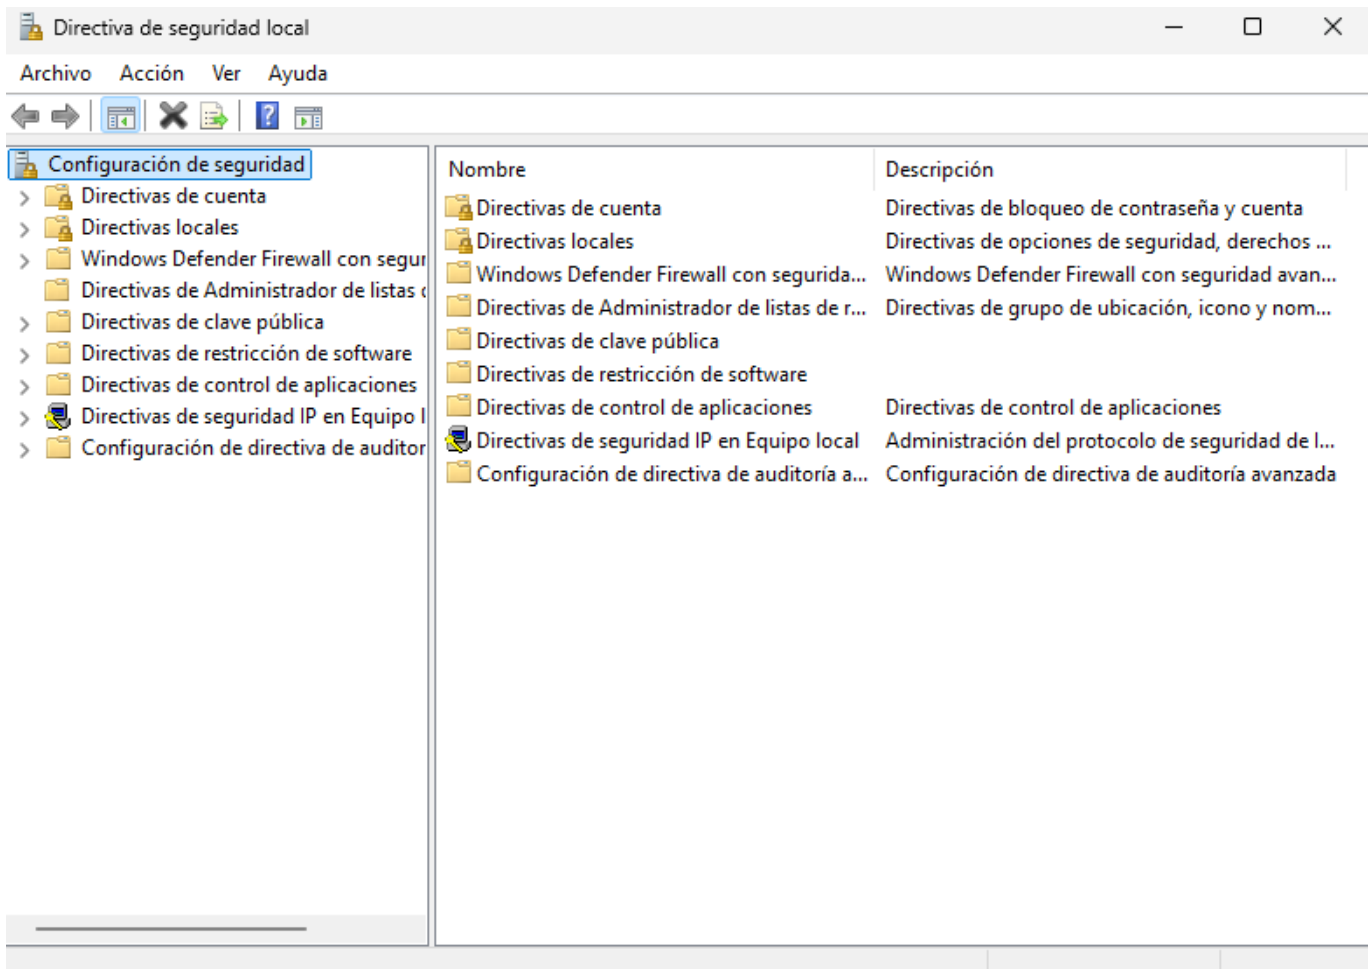 Directiva de seguridad local
Archivo Acción Ver Ayuda
Configuración de seguridad
Directivas de cuenta
Directivas locales
Windows Defender Firewall con segur
Directivas de Administrador de listas
Directivas de clave pública
Directivas de restricción de software
Directivas de control de aplicaciones
Directivas de seguridad IP en Equipo l
Configuración de directiva de auditor
Nombre Descripción
Directivas de cuenta Directivas de bloqueo de contraseña y cuenta
Directivas locales Directivas de opciones de seguridad, derechos ...
Windows Defender Firewall con segurida... Windows Defender Firewall con seguridad avan...
Directivas de Administrador de listas de r... Directivas de grupo de ubicación, icono y nom...
Directivas de clave pública
Directivas de restricción de software
Directivas de control de aplicaciones Directivas de control de aplicaciones
Directivas de seguridad IP en Equipo local Administración del protocolo de seguridad de l...
Configuración de directiva de auditoría a... Configuración de directiva de auditoría avanzada